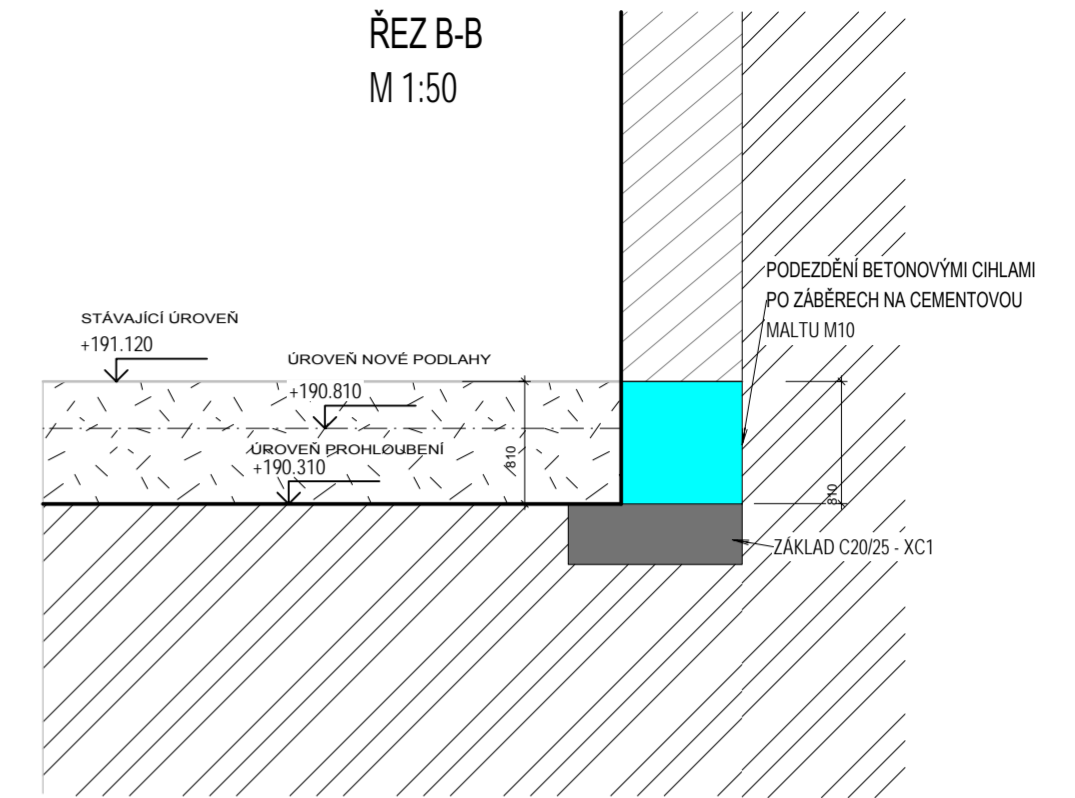 ŘEZ B-B
M 1:50
PODEZDĚNÍ BETONOVÝMI CIHLAMI
PO ZÁBĚRECH NA CEMENTOVOU
MALTU M10
STÁVAJÍCÍ ÚROVEŇ
+191.120
ÚROVEŇ NOVÉ PODLAHY
+190.810
ÚROVEŇ PROHLOUBENÍ
+190.310
810
810
ZÁKLAD C20/25 - XC1